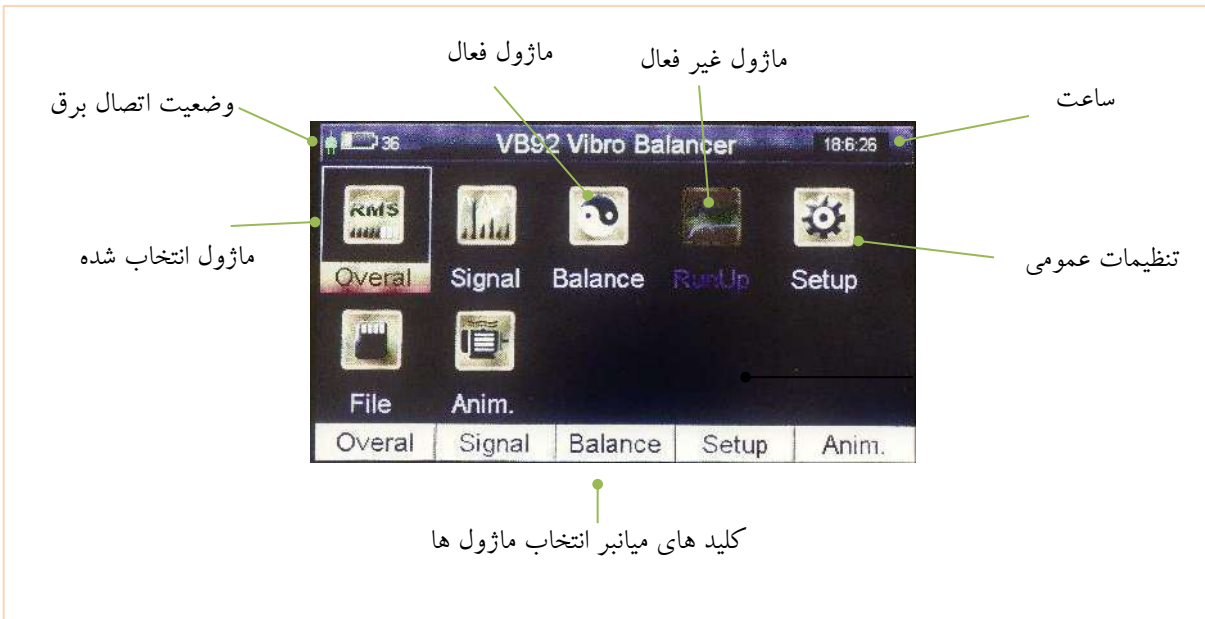 ماژول فعال
ماژول غیر فعال
ساعت
وضعیت اتصال برق
36
VB92 Vibro Balancer
18:6:26
RMS
ماژول انتخاب شده
تنظیمات عمومی
Overal
Signal
Balance
RunUp
Setup
File
Anim.
Overal
Signal
Balance
Setup
Anim.
کلید های میانبر انتخاب ماژول ها